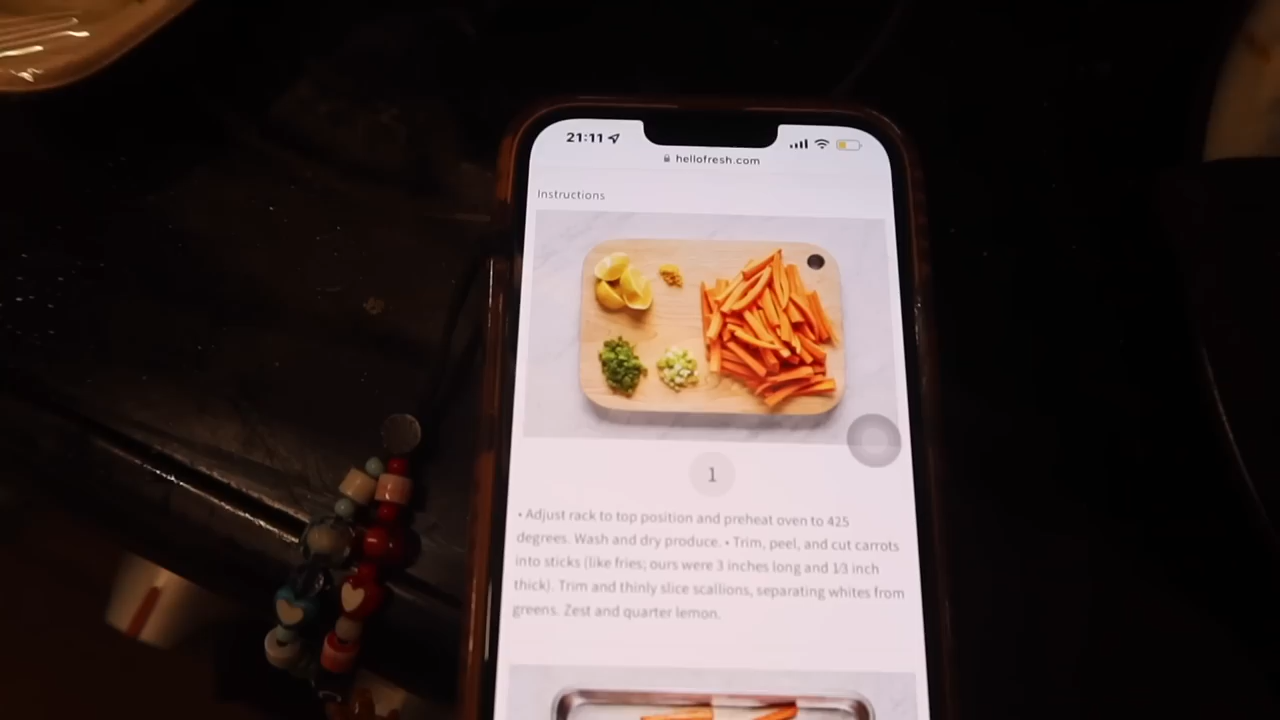 21:11
hellofresh.com
Instructions
1
• Adjust rack to top position and preheat oven to 425
degrees. Wash and dry produce. • Trim, peel, and cut carrots
into sticks (like fries; ours were 3 inches long and 1/3 inch
thick). Trim and thinly slice scallions, separating whites from
greens. Zest and quarter lemon.